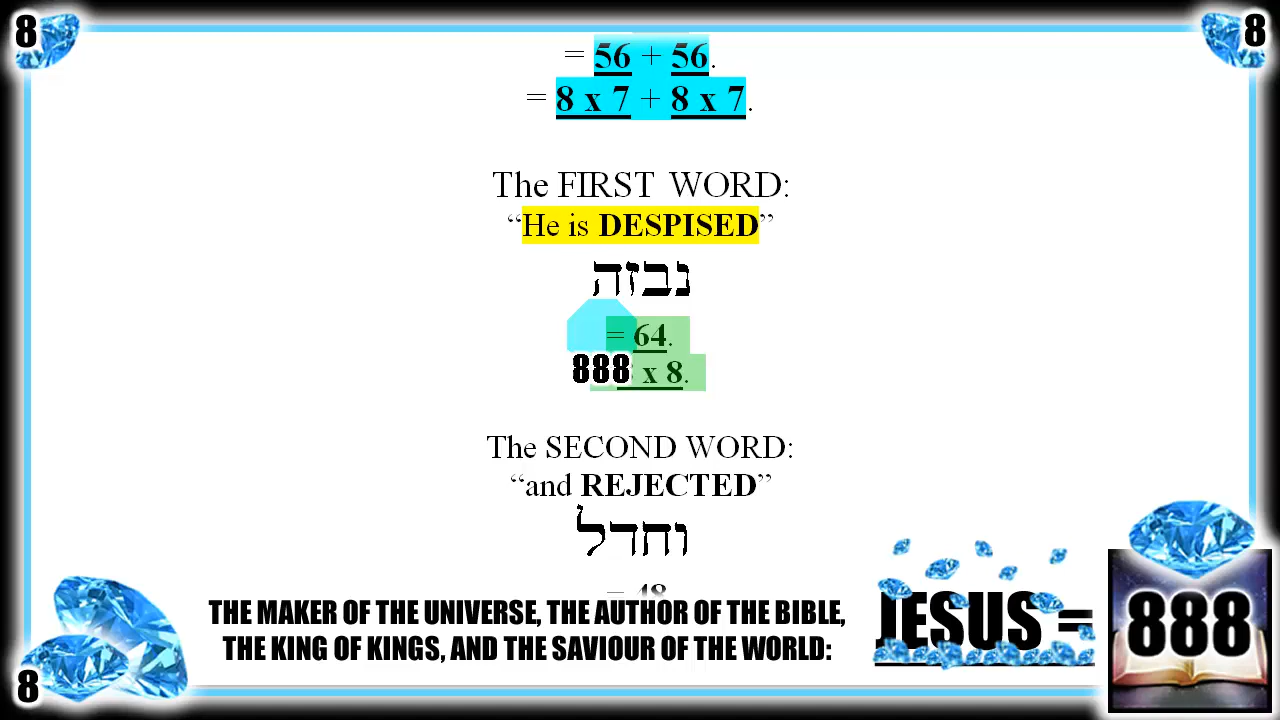 8
8
= 56 + 56.
= 8 x 7 + 8 x 7.
The FIRST WORD:
“He is DESPISED”
נבזה
= 64.
888 x 8.
The SECOND WORD:
“and REJECTED”
וחדל
= 48
THE MAKER OF THE UNIVERSE, THE AUTHOR OF THE BIBLE,
THE KING OF KINGS, AND THE SAVIOUR OF THE WORLD:
JESUS =
888
8